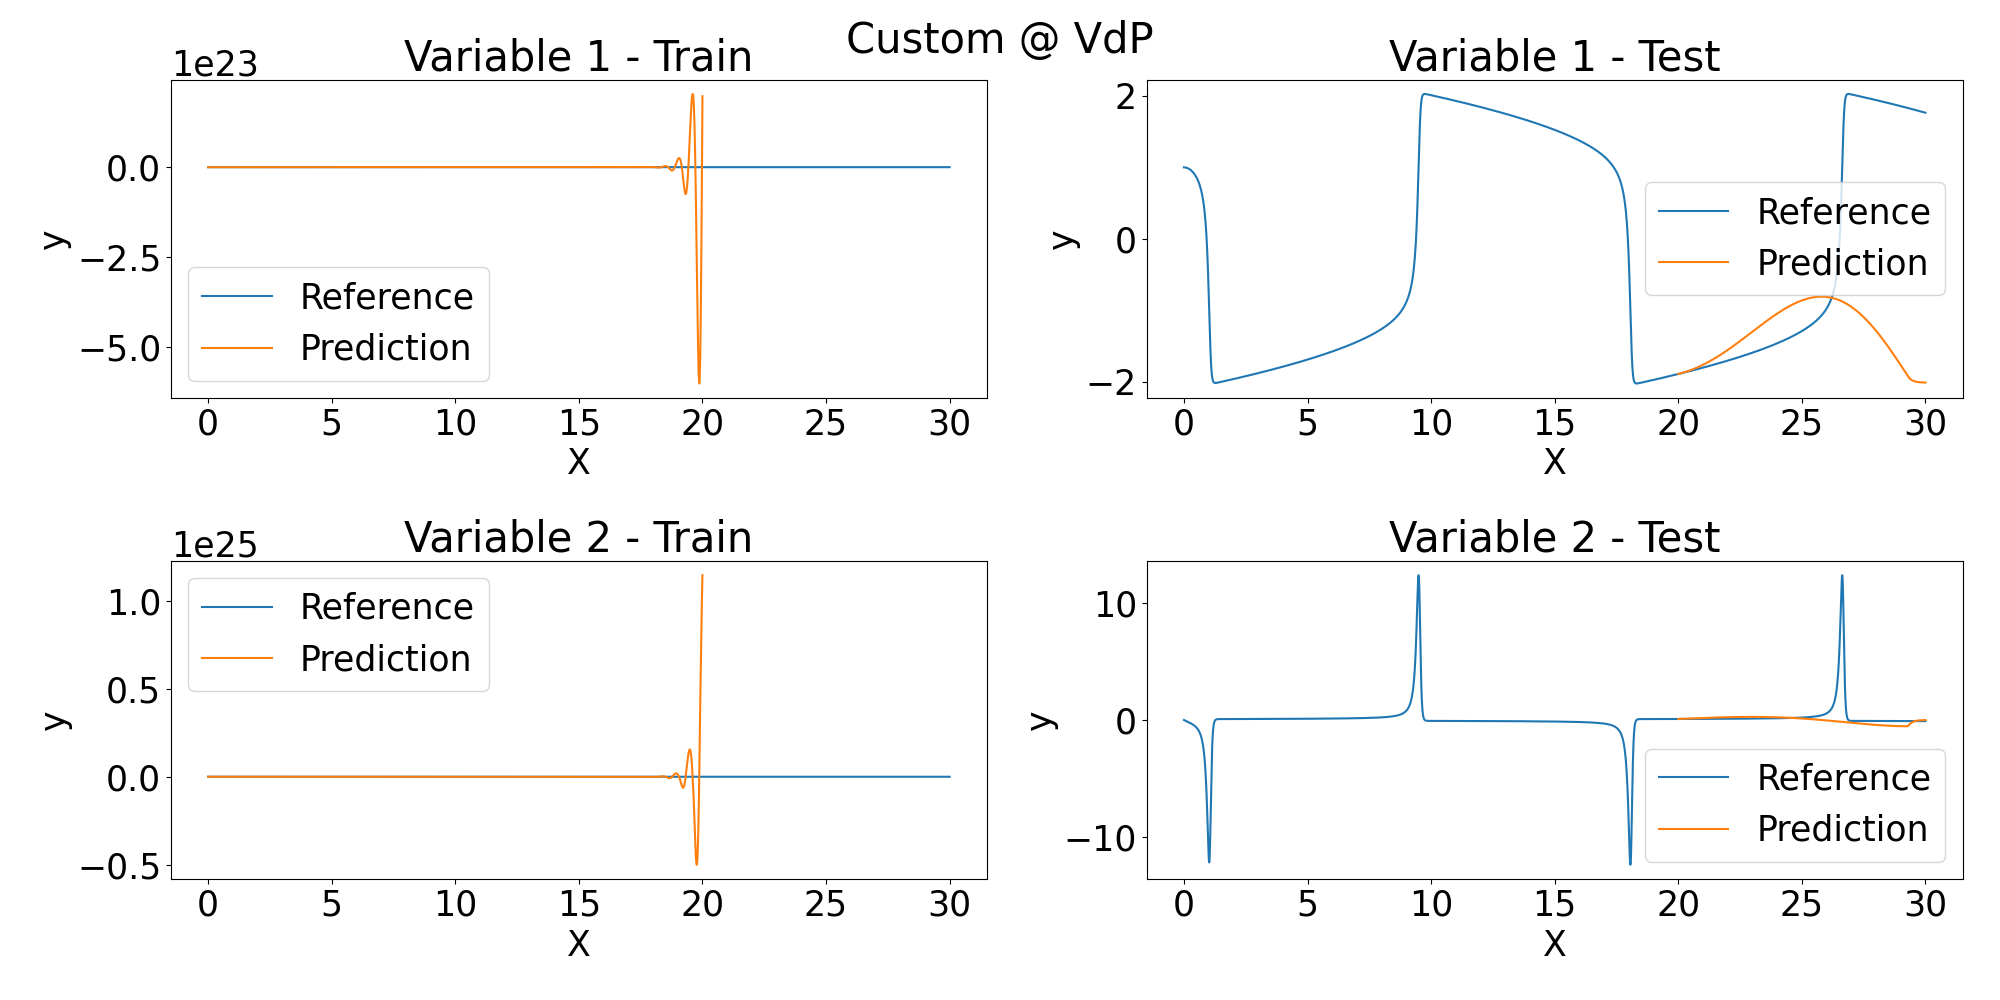 Custom @ VdP
Variable 1 - Train
1e23
0.0
−2.5
−5.0
y
Reference
Prediction
0 5 10 15 20 25 30
X
Variable 1 - Test
2
0
−2
y
Reference
Prediction
0 5 10 15 20 25 30
X
Variable 2 - Train
1e25
1.0
0.5
0.0
−0.5
y
Reference
Prediction
0 5 10 15 20 25 30
X
Variable 2 - Test
10
0
−10
y
Reference
Prediction
0 5 10 15 20 25 30
X